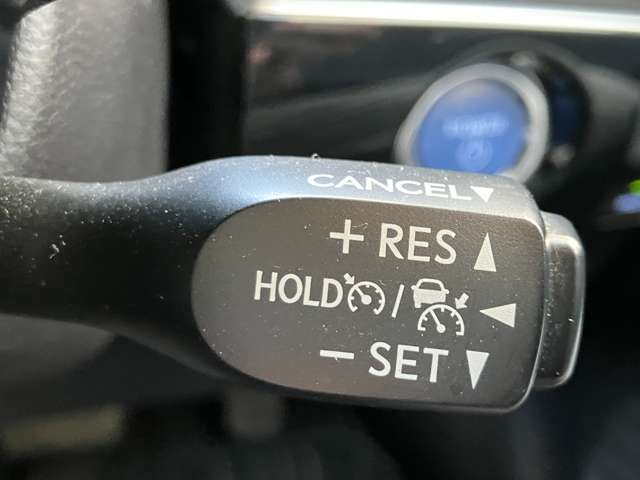 CANCEL▼
+ RES ▲
HOLD / ◀
− SET ▼